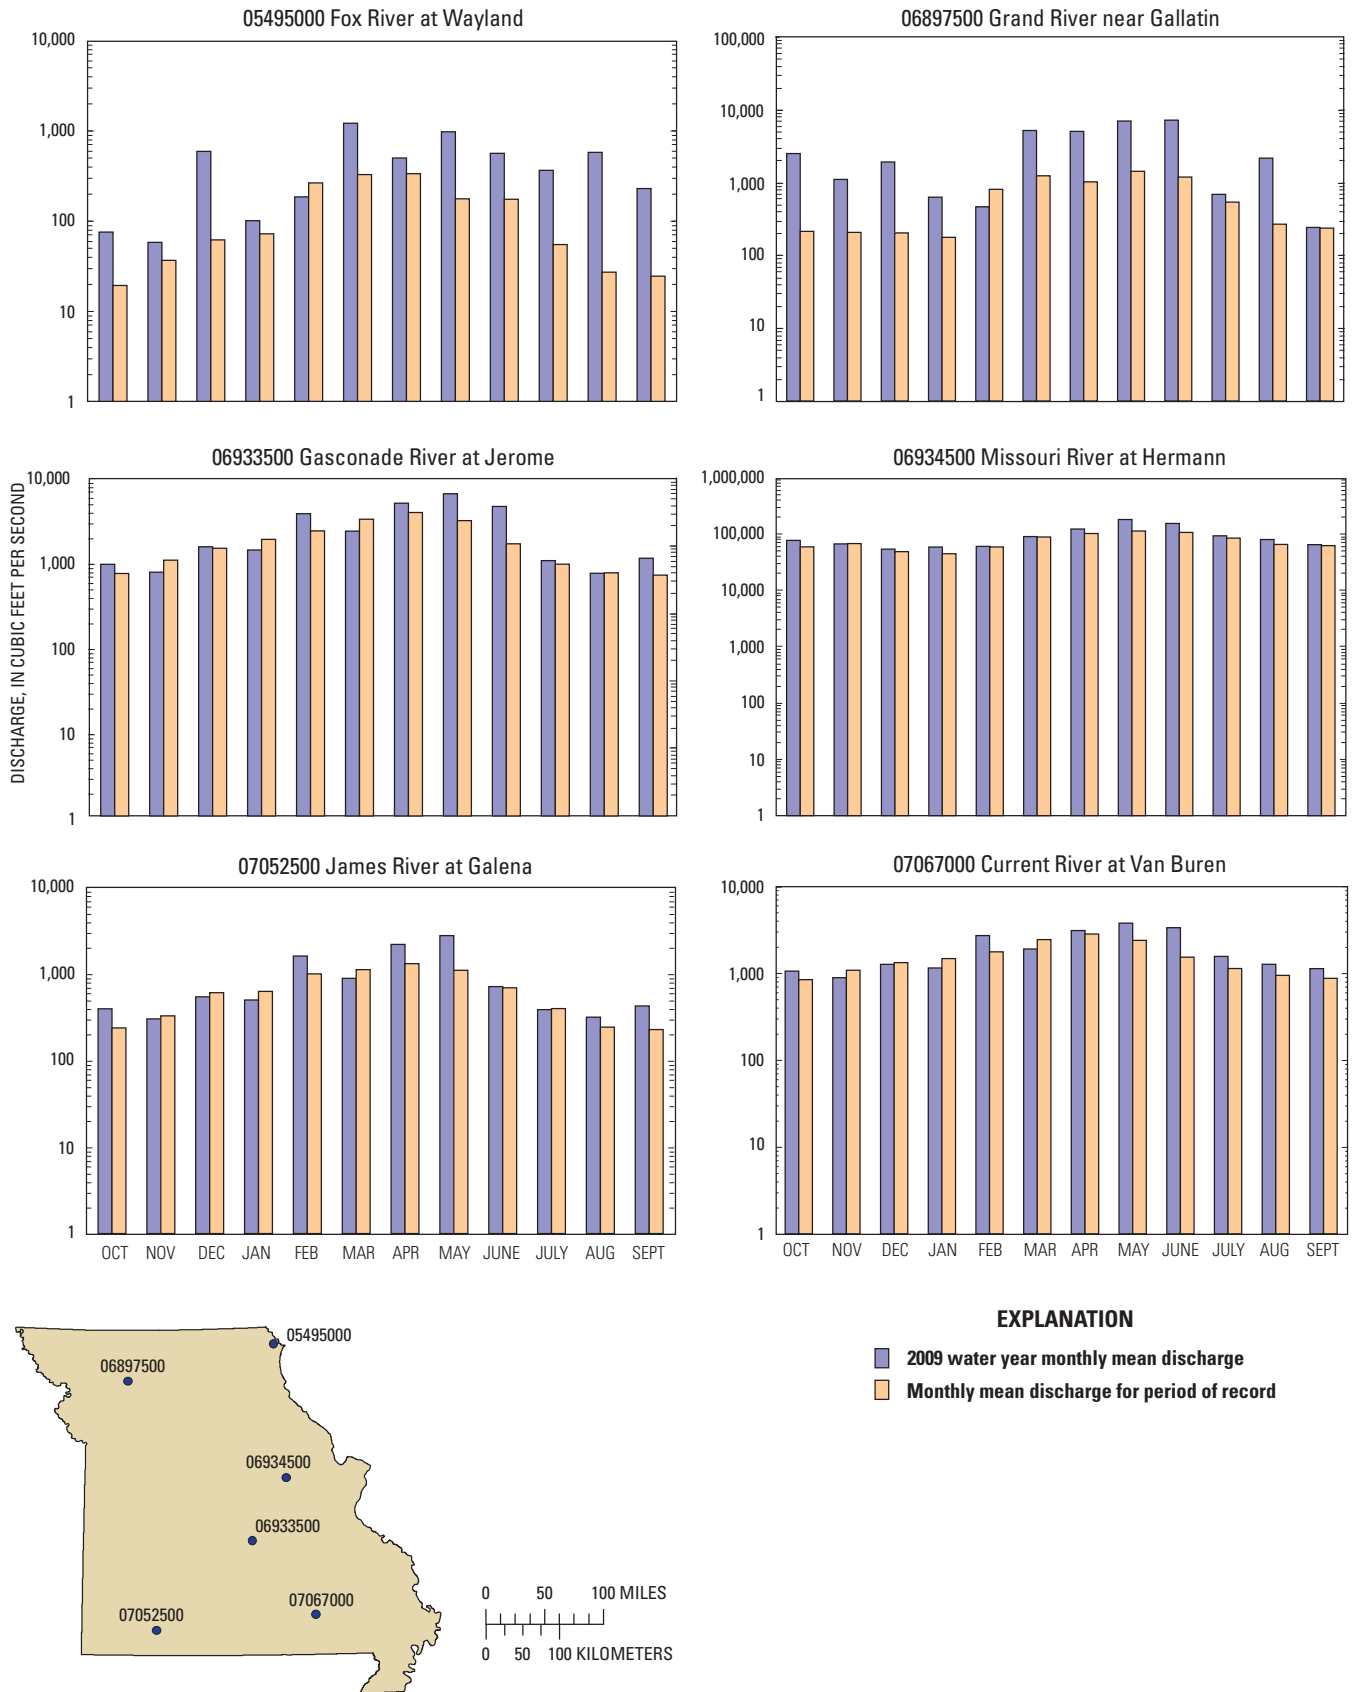 05495000 Fox River at Wayland
10,000
1,000
100
10
1
06897500 Grand River near Gallatin
100,000
10,000
1,000
100
10
1
DISCHARGE, IN CUBIC FEET PER SECOND
06933500 Gasconade River at Jerome
10,000
1,000
100
10
1
06934500 Missouri River at Hermann
1,000,000
100,000
10,000
1,000
100
10
1
07052500 James River at Galena
10,000
1,000
100
10
1
OCT NOV DEC JAN FEB MAR APR MAY JUNE JULY AUG SEPT
07067000 Current River at Van Buren
10,000
1,000
100
10
1
OCT NOV DEC JAN FEB MAR APR MAY JUNE JULY AUG SEPT
EXPLANATION
2009 water year monthly mean discharge
Monthly mean discharge for period of record
05495000
06897500
06934500
06933500
07067000
07052500
0 50 100 MILES
0 50 100 KILOMETERS